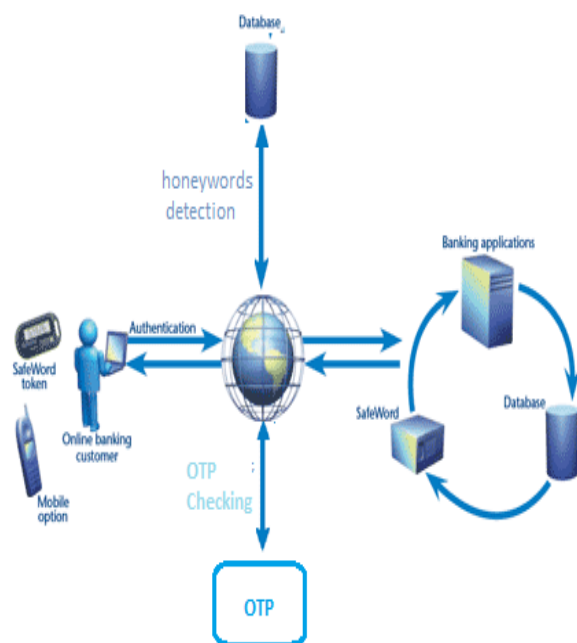 Database
honeywords
detection
Banking applications
Authentication
SafeWord
token
Online banking
customer
Mobile
option
SafeWord
Database
OTP
Checking
OTP